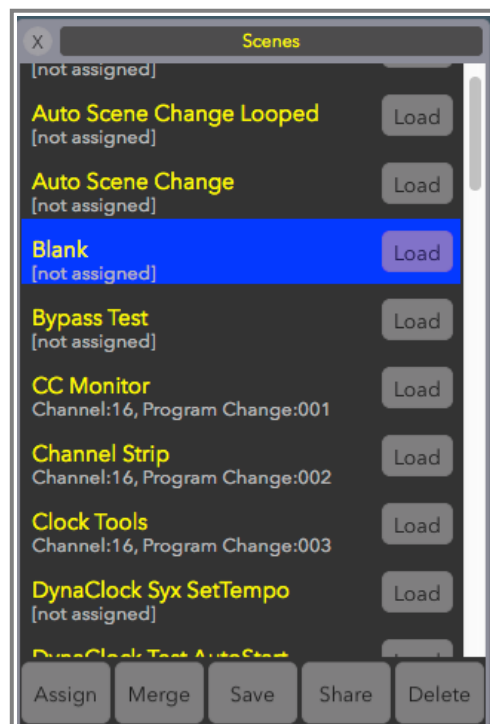 X
Scenes
[not assigned]
Auto Scene Change Looped
Load
[not assigned]
Auto Scene Change
Load
[not assigned]
Blank
Load
[not assigned]
Bypass Test
Load
[not assigned]
CC Monitor
Load
Channel:16, Program Change:001
Channel Strip
Load
Channel:16, Program Change:002
Clock Tools
Load
Channel:16, Program Change:003
DynaClock Syx SetTempo
Load
[not assigned]
DynaClock Test AutoStart
Assign Merge Save Share Delete